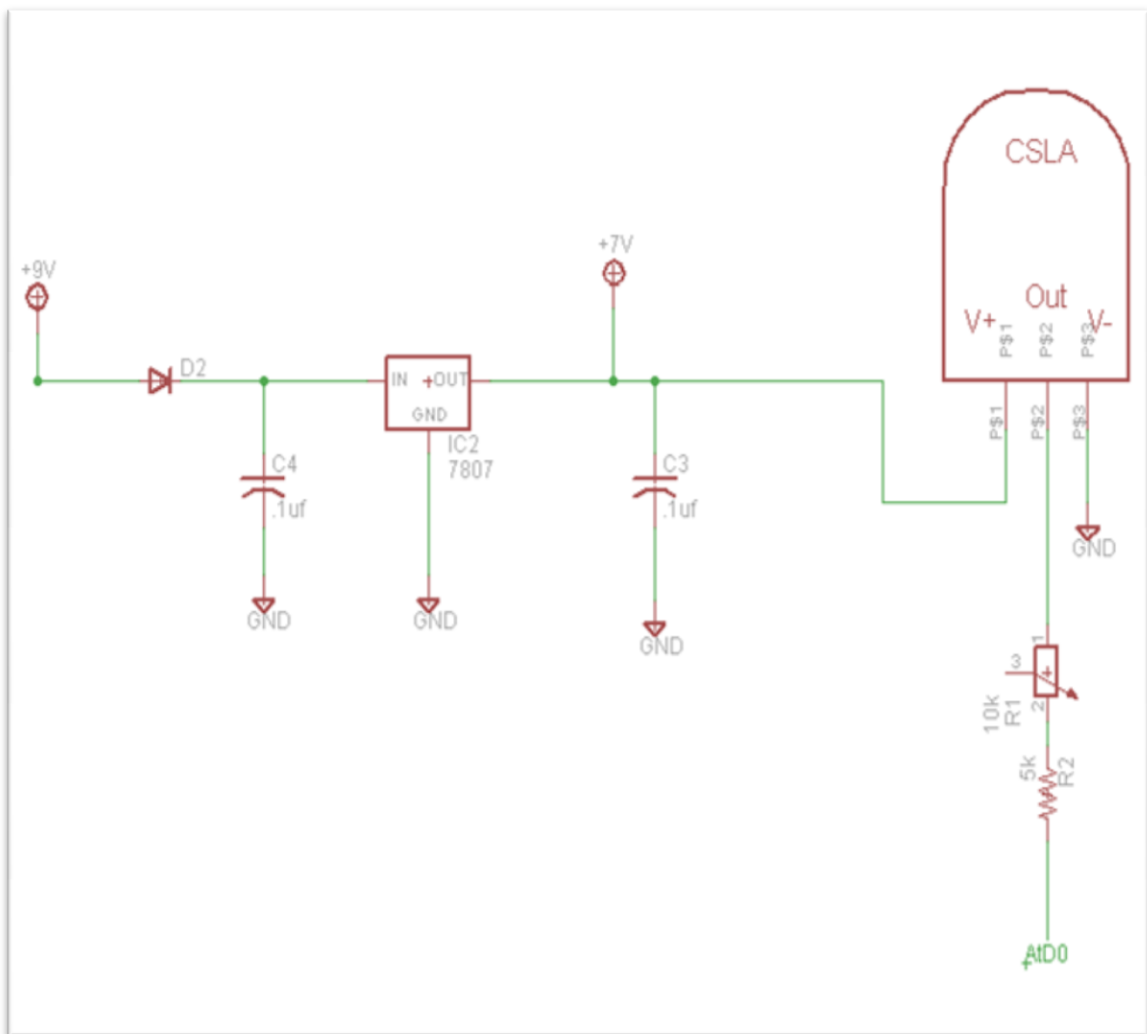 CSLA
+9V
+7V
Out
V+
V-
P$1
P$2
P$3
D2
IN
+OUT
GND
IC2
7807
C4
.1uf
C3
.1uf
P$1
P$2
P$3
GND
GND
GND
GND
1
3
2
10k
R1
5k
R2
AtD0